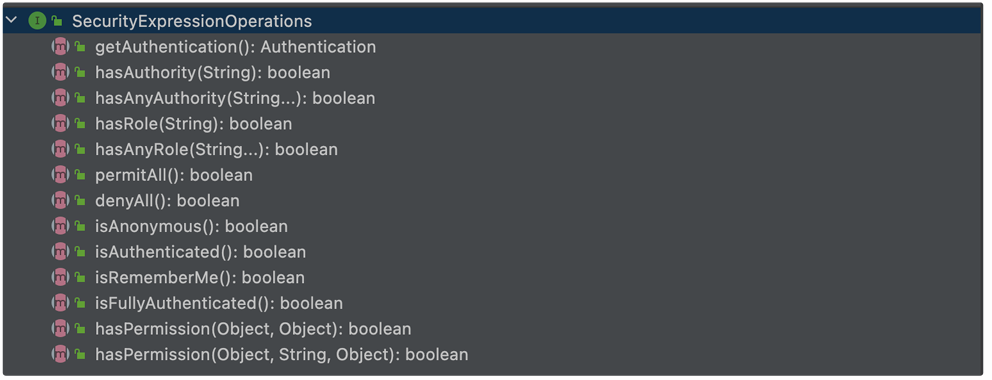 SecurityExpressionOperations
getAuthentication(): Authentication
hasAuthority(String): boolean
hasAnyAuthority(String...): boolean
hasRole(String): boolean
hasAnyRole(String...): boolean
permitAll(): boolean
denyAll(): boolean
isAnonymous(): boolean
isAuthenticated(): boolean
isRememberMe(): boolean
isFullyAuthenticated(): boolean
hasPermission(Object, Object): boolean
hasPermission(Object, String, Object): boolean